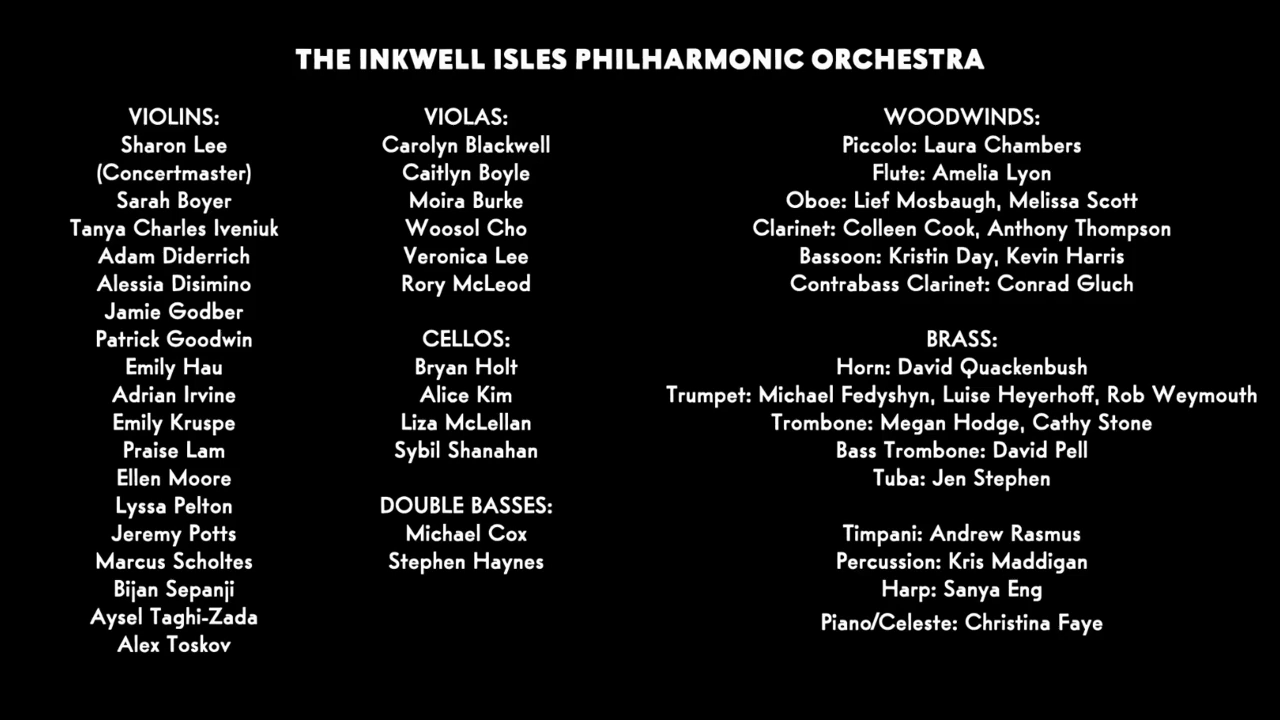 THE INKWELL ISLES PHILHARMONIC ORCHESTRA
VIOLINS:
Sharon Lee
(Concertmaster)
Sarah Boyer
Tanya Charles Iveniuk
Adam Diderrich
Alessia Disimino
Jamie Godber
Patrick Goodwin
Emily Hau
Adrian Irvine
Emily Kruspe
Praise Lam
Ellen Moore
Lyssa Pelton
Jeremy Potts
Marcus Scholtes
Bijan Sepanji
Aysel Taghi-Zada
Alex Toskov
VIOLAS:
Carolyn Blackwell
Caitlyn Boyle
Moira Burke
Woosol Cho
Veronica Lee
Rory McLeod
CELLOS:
Bryan Holt
Alice Kim
Liza McLellan
Sybil Shanahan
DOUBLE BASSES:
Michael Cox
Stephen Haynes
WOODWINDS:
Piccolo: Laura Chambers
Flute: Amelia Lyon
Oboe: Lief Mosbaugh, Melissa Scott
Clarinet: Colleen Cook, Anthony Thompson
Bassoon: Kristin Day, Kevin Harris
Contrabass Clarinet: Conrad Gluch
BRASS:
Horn: David Quackenbush
Trumpet: Michael Fedyshyn, Luise Heyerhoff, Rob Weymouth
Trombone: Megan Hodge, Cathy Stone
Bass Trombone: David Pell
Tuba: Jen Stephen
Timpani: Andrew Rasmus
Percussion: Kris Maddigan
Harp: Sanya Eng
Piano/Celeste: Christina Faye